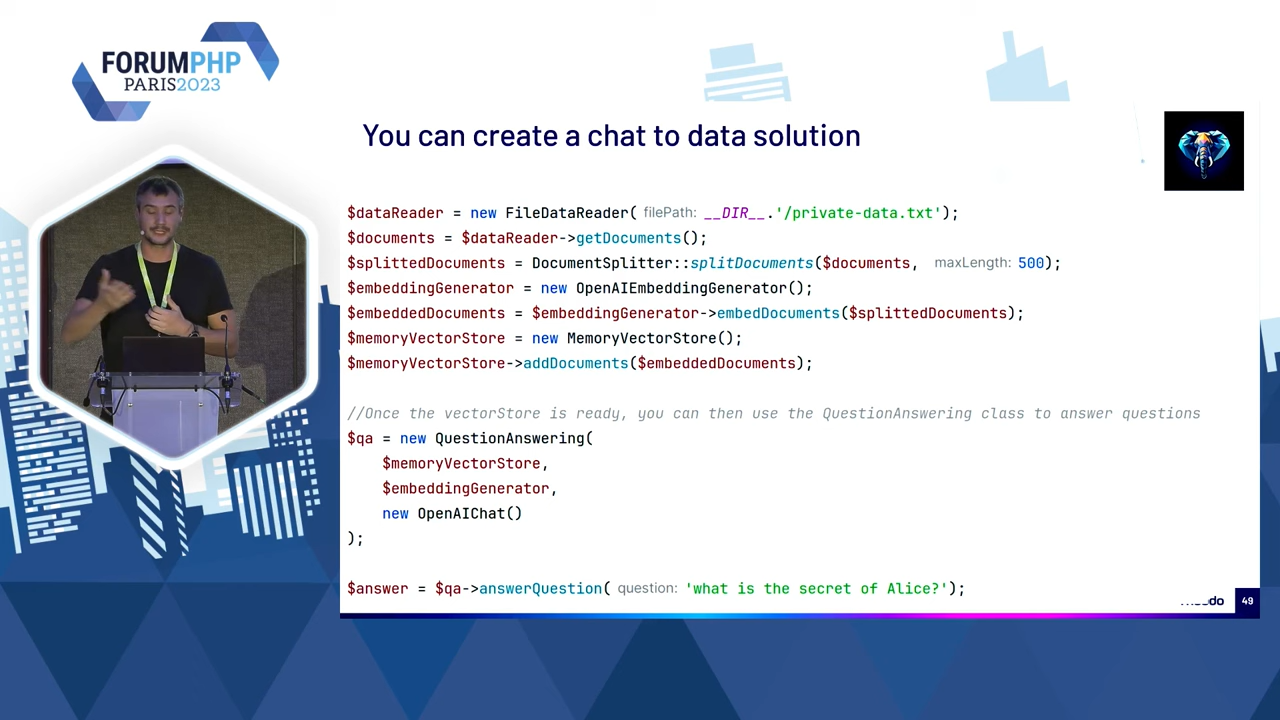 FORUMPHP
PARIS2023
You can create a chat to data solution
$dataReader = new FileDataReader( filePath: __DIR__.'/private-data.txt');
$documents = $dataReader->getDocuments();
$splittedDocuments = DocumentSplitter::splitDocuments($documents, maxLength: 500);
$embeddingGenerator = new OpenAIEmbeddingGenerator();
$embeddedDocuments = $embeddingGenerator->embedDocuments($splittedDocuments);
$memoryVectorStore = new MemoryVectorStore();
$memoryVectorStore->addDocuments($embeddedDocuments);
//Once the vectorStore is ready, you can then use the QuestionAnswering class to answer questions
$qa = new QuestionAnswering(
$memoryVectorStore,
$embeddingGenerator,
new OpenAIChat()
);
$answer = $qa->answerQuestion( question: 'what is the secret of Alice?');
49